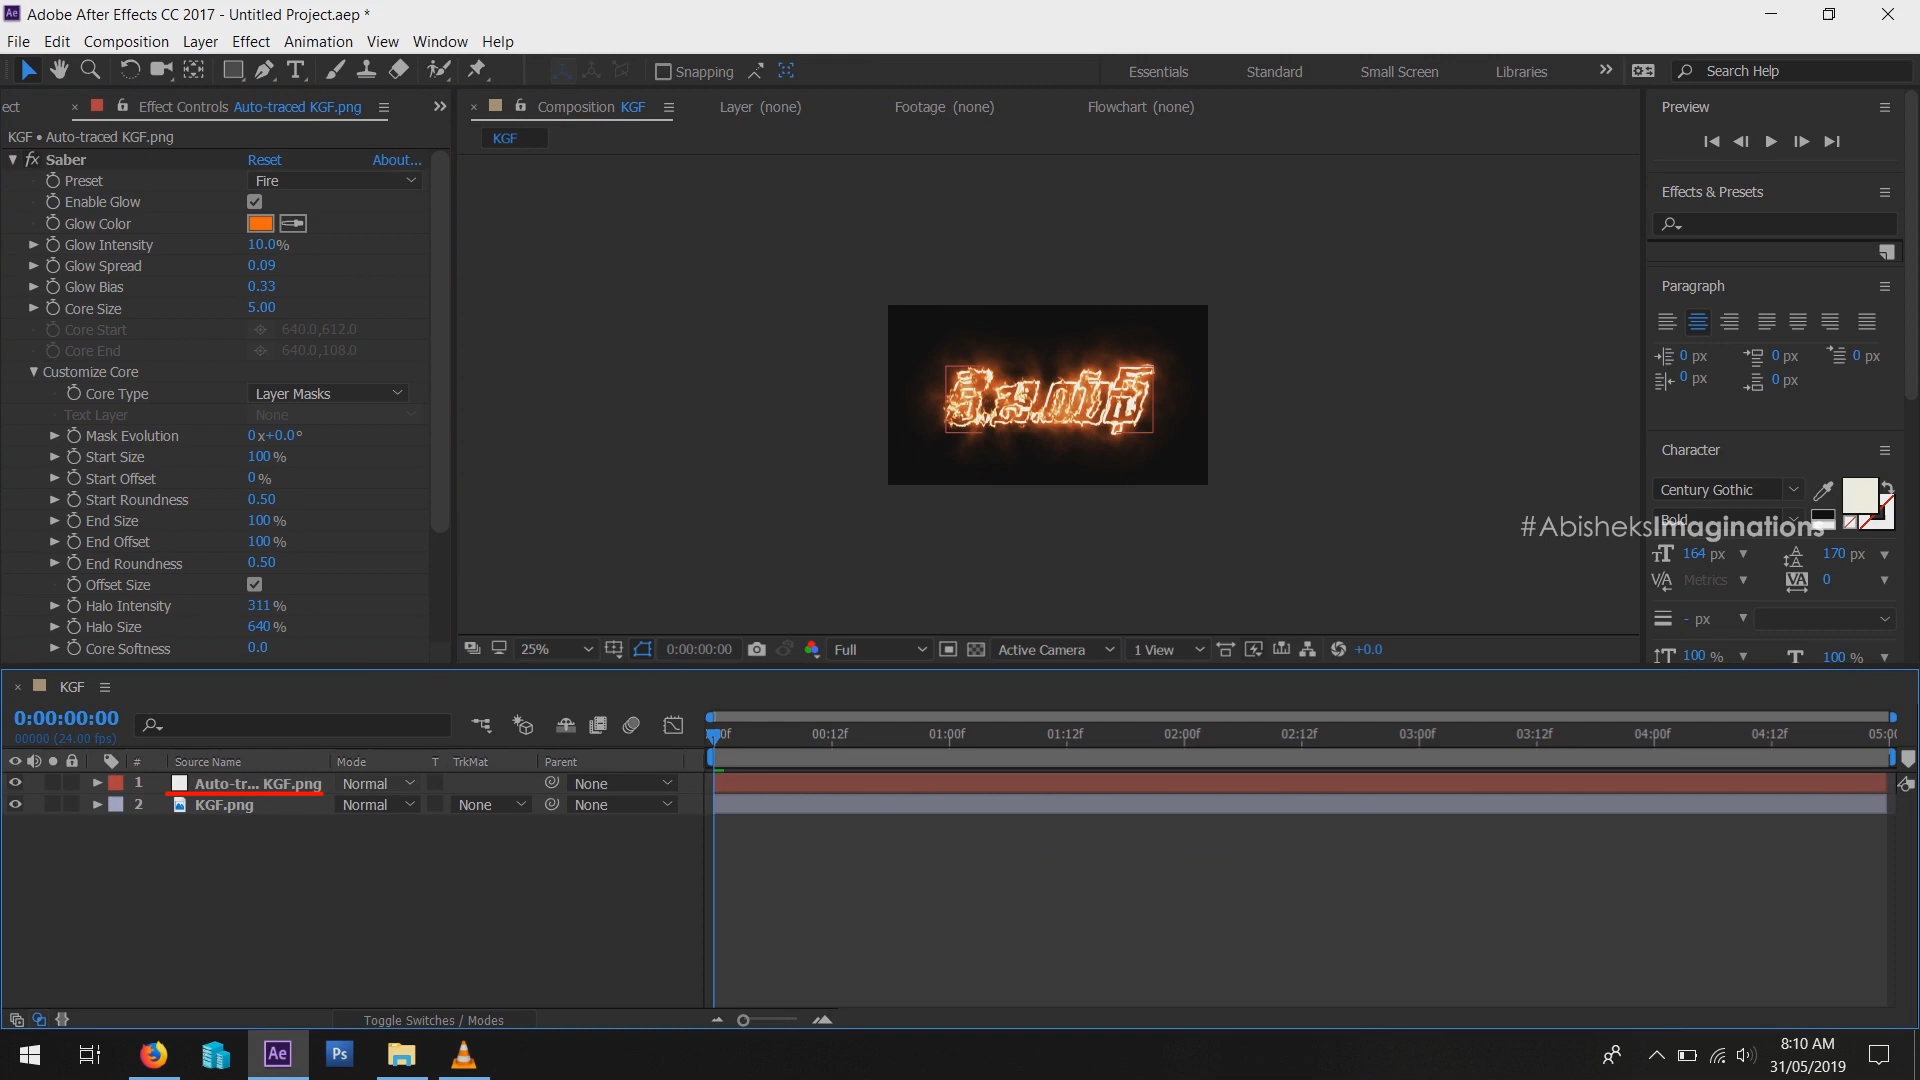 Adobe After Effects CC 2017 - Untitled Project.aep *
File Edit Composition Layer Effect Animation View Window Help
Snapping Essentials Standard Small Screen Libraries Search Help
ect Effect Controls Auto-traced KGF.png
Composition KGF Layer (none) Footage (none) Flowchart (none)
KGF • Auto-traced KGF.png
KGF
fx Saber Reset About...
Preset Fire
Enable Glow
Glow Color
Glow Intensity 10.0%
Glow Spread 0.09
Glow Bias 0.33
Core Size 5.00
Core Start 640.0,612.0
Core End 640.0,108.0
Customize Core
Core Type Layer Masks
Text Layer None
Mask Evolution 0x+0.0°
Start Size 100%
Start Offset 0%
Start Roundness 0.50
End Size 100%
End Offset 100%
End Roundness 0.50
Offset Size
Halo Intensity 311%
Halo Size 640%
Core Softness 0.0
Preview
Effects & Presets
Paragraph
0 px 0 px 0 px
0 px 0 px
Character
Century Gothic
Bold
#AbisheksImaginations
164 px 170 px
Metrics 0
- px
100 % 100 %
25% 0:00:00:00 Full Active Camera 1 View +0.0
KGF
0:00:00:00
00000 (24.00 fps)
00f 00:12f 01:00f 01:12f 02:00f 02:12f 03:00f 03:12f 04:00f 04:12f 05:00
# Source Name Mode T TrkMat Parent
1 Auto-tr... KGF.png Normal None
2 KGF.png Normal None None
Toggle Switches / Modes
Ae Ps
8:10 AM
31/05/2019